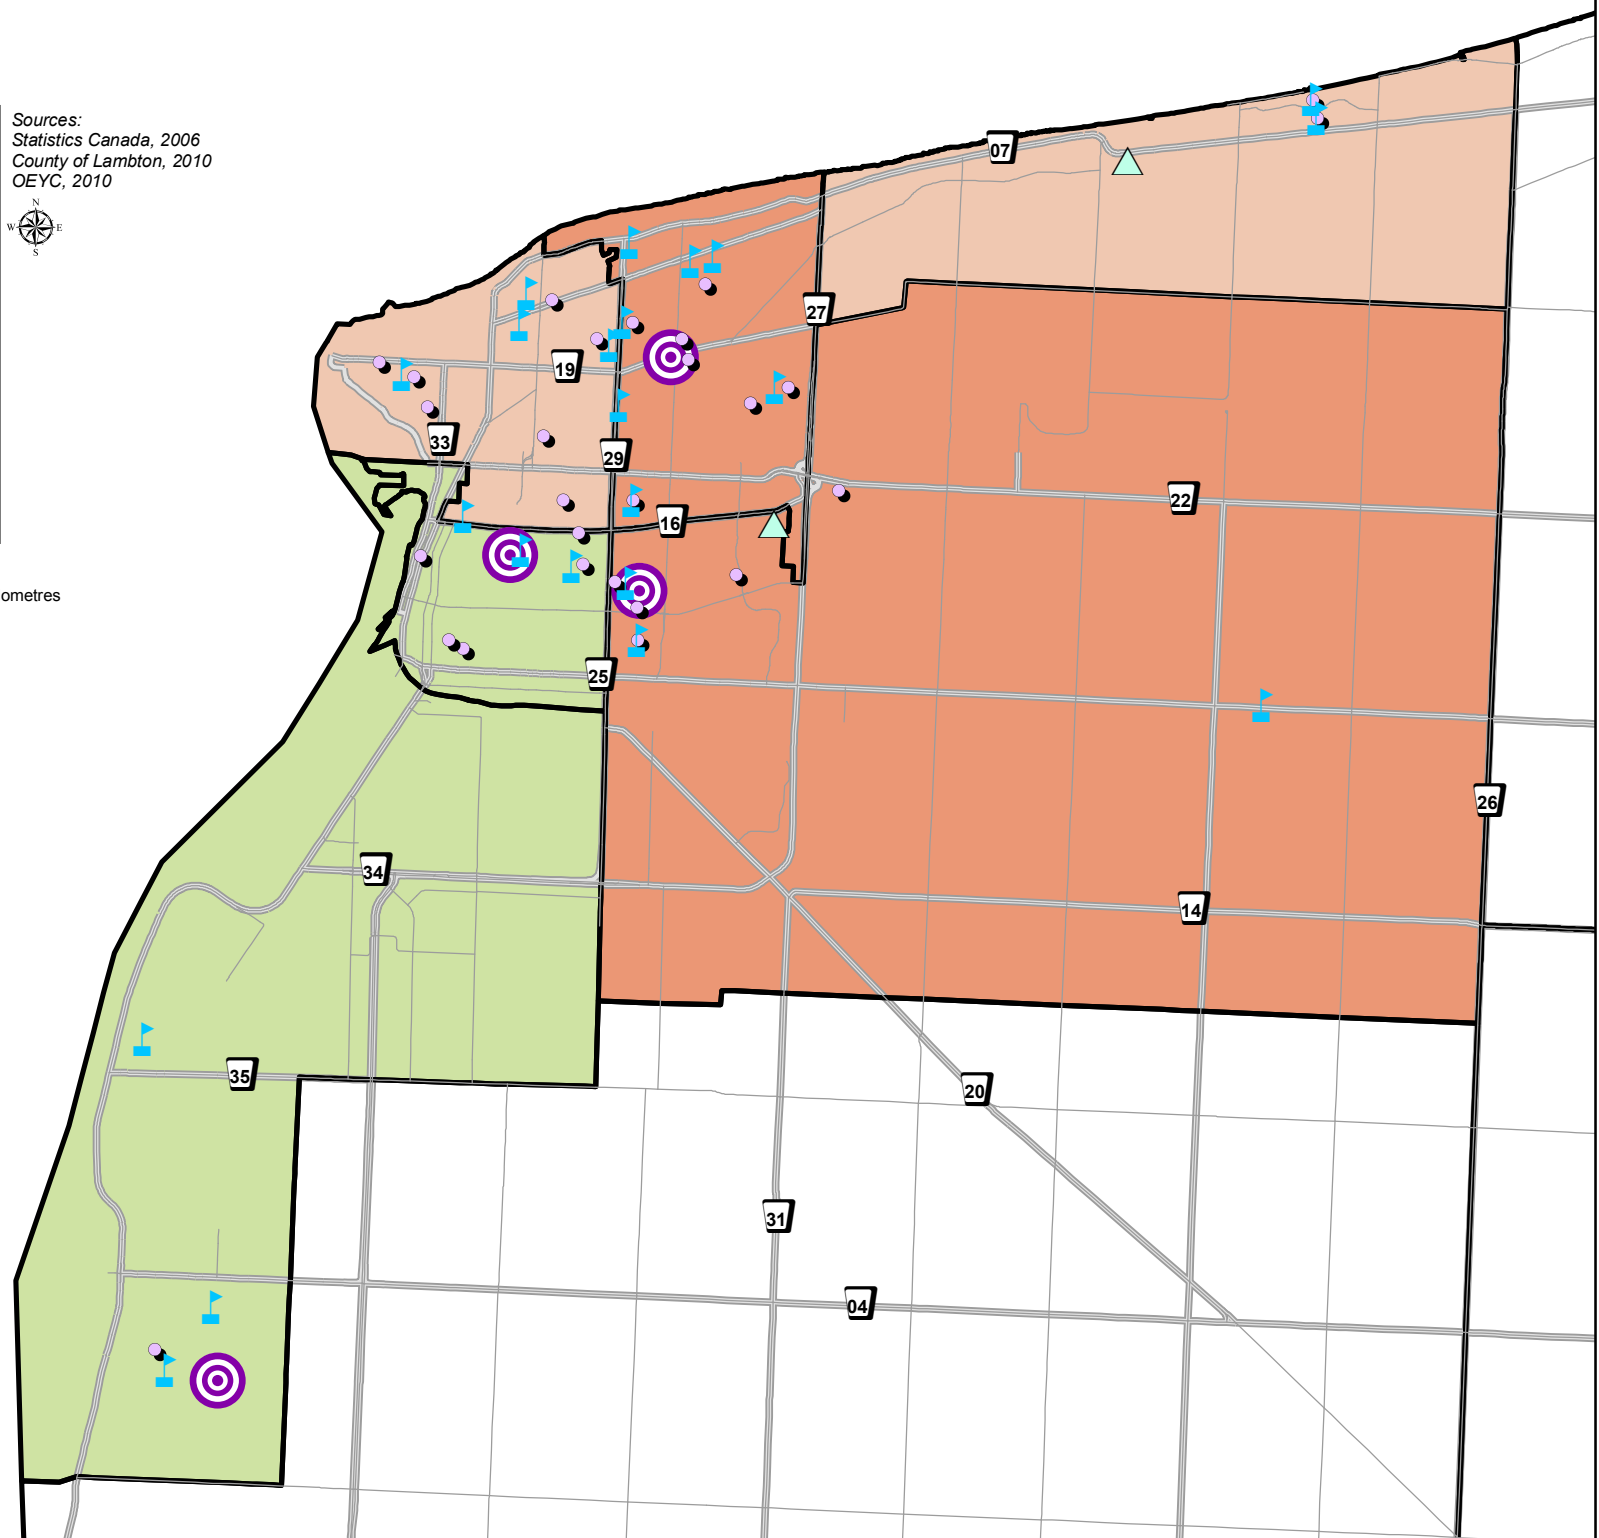 Sources:
Statistics Canada, 2006
County of Lambton, 2010
OEYC, 2010
N
W E
S
ometres
07
27
19
33
29
22
16
25
26
34
14
35
20
31
04